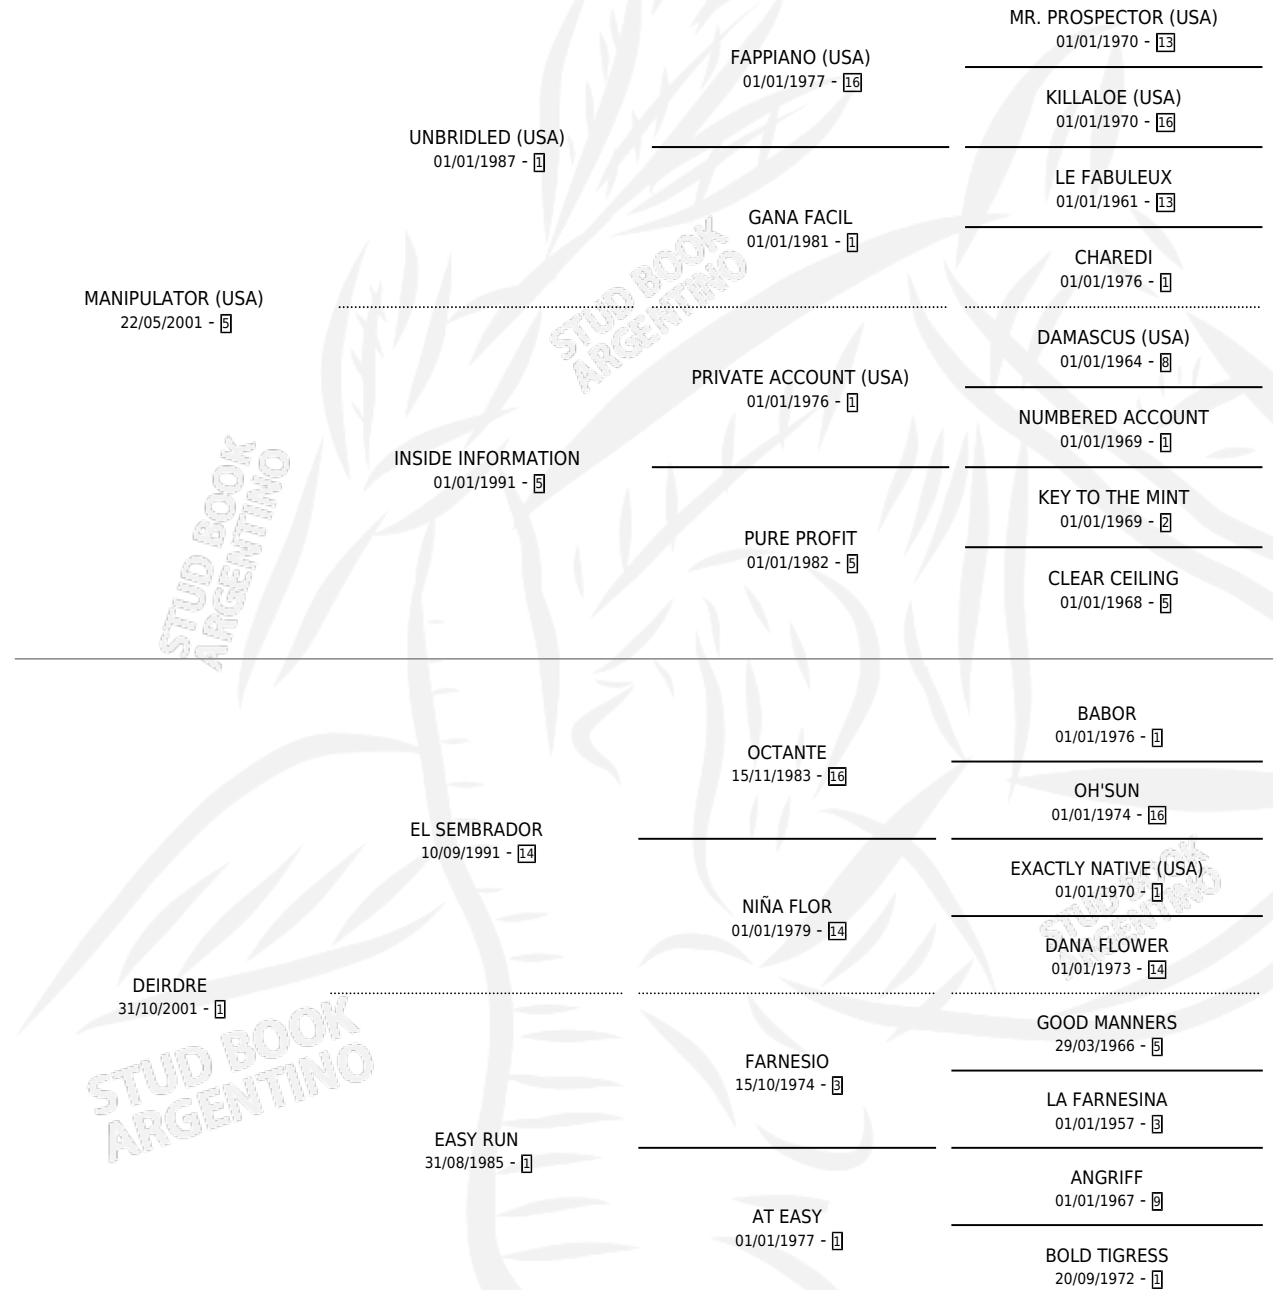 MR. PROSPECTOR (USA)
01/01/1970 - 13
FAPPIANO (USA)
01/01/1977 - 16
KILLALOE (USA)
01/01/1970 - 16
UNBRIDLED (USA)
01/01/1987 - 1
LE FABULEUX
01/01/1961 - 13
GANA FACIL
01/01/1981 - 1
CHAREDI
01/01/1976 - 1
MANIPULATOR (USA)
22/05/2001 - 5
STUD BOOK
ARGENTINO
DAMASCUS (USA)
01/01/1964 - 8
PRIVATE ACCOUNT (USA)
01/01/1976 - 1
NUMBERED ACCOUNT
01/01/1969 - 1
INSIDE INFORMATION
01/01/1991 - 5
KEY TO THE MINT
01/01/1969 - 2
PURE PROFIT
01/01/1982 - 5
CLEAR CEILING
01/01/1968 - 5
STUD BOOK
ARGENTINO
BABOR
01/01/1976 - 1
OCTANTE
15/11/1983 - 16
OH'SUN
01/01/1974 - 16
EL SEMBRADOR
10/09/1991 - 14
EXACTLY NATIVE (USA)
01/01/1970 - 1
NIÑA FLOR
01/01/1979 - 14
DANA FLOWER
01/01/1973 - 14
STUD BOOK
ARGENTINO
DEIRDRE
31/10/2001 - 1
STUD BOOK
ARGENTINO
GOOD MANNERS
29/03/1966 - 5
FARNESIO
15/10/1974 - 3
LA FARNESINA
01/01/1957 - 3
EASY RUN
31/08/1985 - 1
ANGRIFF
01/01/1967 - 9
AT EASY
01/01/1977 - 1
BOLD TIGRESS
20/09/1972 - 1